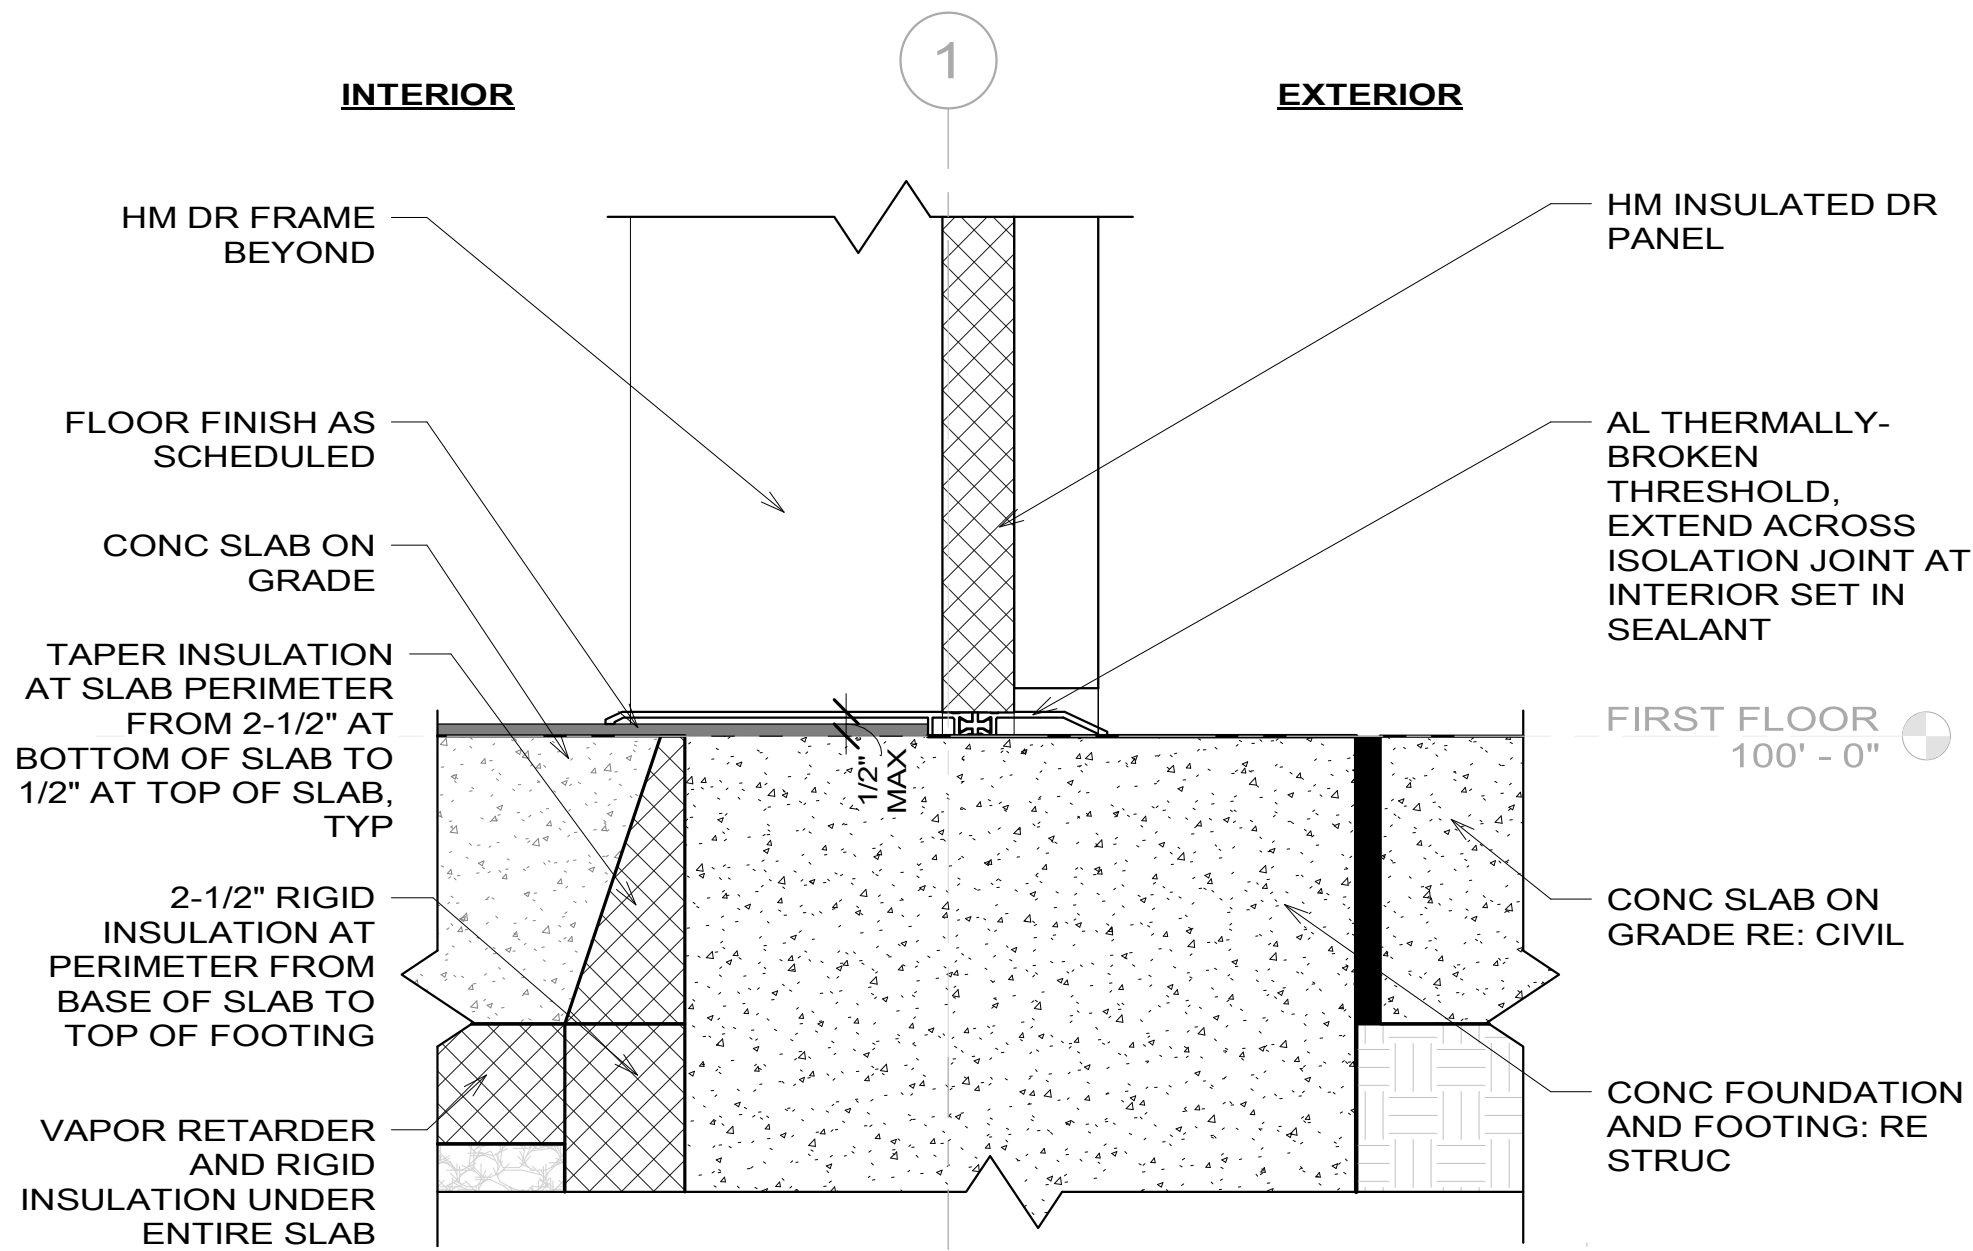 1
INTERIOR
EXTERIOR
HM DR FRAME
BEYOND
FLOOR FINISH AS
SCHEDULED
CONC SLAB ON
GRADE
TAPER INSULATION
AT SLAB PERIMETER
FROM 2-1/2" AT
BOTTOM OF SLAB TO
1/2" AT TOP OF SLAB,
TYP
2-1/2" RIGID
INSULATION AT
PERIMETER FROM
BASE OF SLAB TO
TOP OF FOOTING
VAPOR RETARDER
AND RIGID
INSULATION UNDER
ENTIRE SLAB
1/2"
MAX
HM INSULATED DR
PANEL
AL THERMALLY-
BROKEN
THRESHOLD,
EXTEND ACROSS
ISOLATION JOINT AT
INTERIOR SET IN
SEALANT
FIRST FLOOR
100' - 0"
CONC SLAB ON
GRADE RE: CIVIL
CONC FOUNDATION
AND FOOTING: RE
STRUC